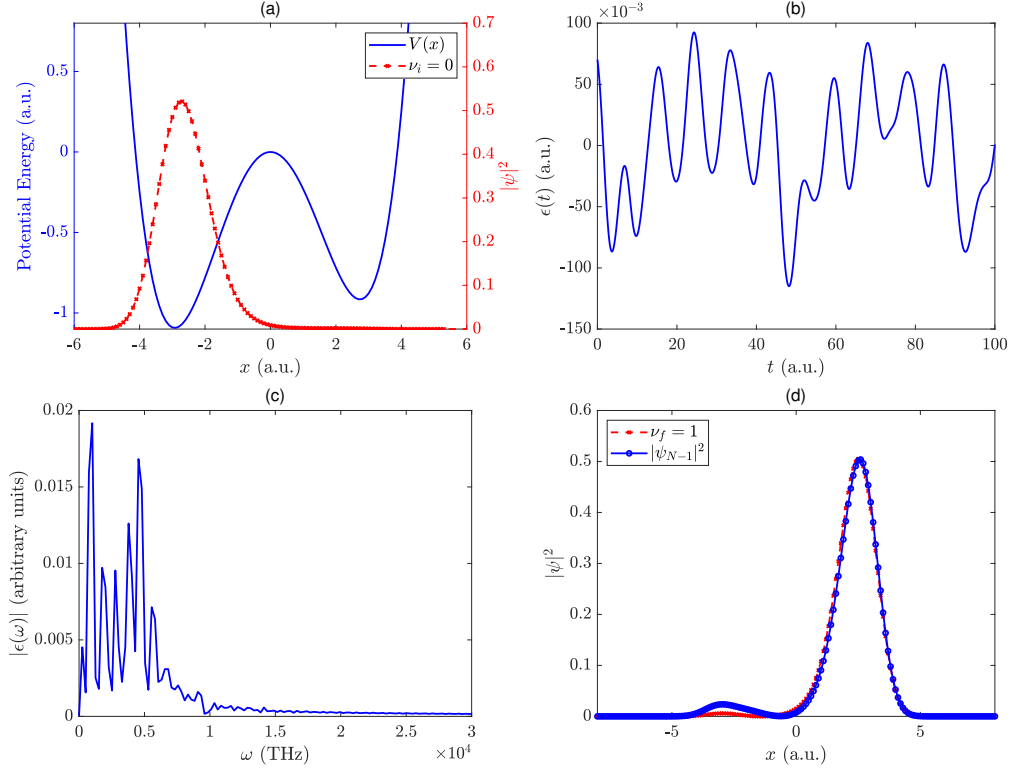 (a)
Potential Energy (a.u.)
0.5
0
-0.5
-1
-6 -4 -2 0 2 4 6
x (a.u.)
0.7
0.6
0.5
0.4
0.3
0.2
0.1
0
|ψ|²
V(x)
νᵢ = 0
(b)
×10⁻³
100
50
0
-50
-100
-150
ϵ(t) (a.u.)
0 20 40 60 80 100
t (a.u.)
(c)
0.02
0.015
0.01
0.005
0
|ϵ(ω)| (arbitrary units)
0 0.5 1 1.5 2 2.5 3
ω (THz)
×10⁴
(d)
0.6
0.5
0.4
0.3
0.2
0.1
0
|ψ|²
ν_f = 1
|ψ_{N−1}|²
-5 0 5
x (a.u.)